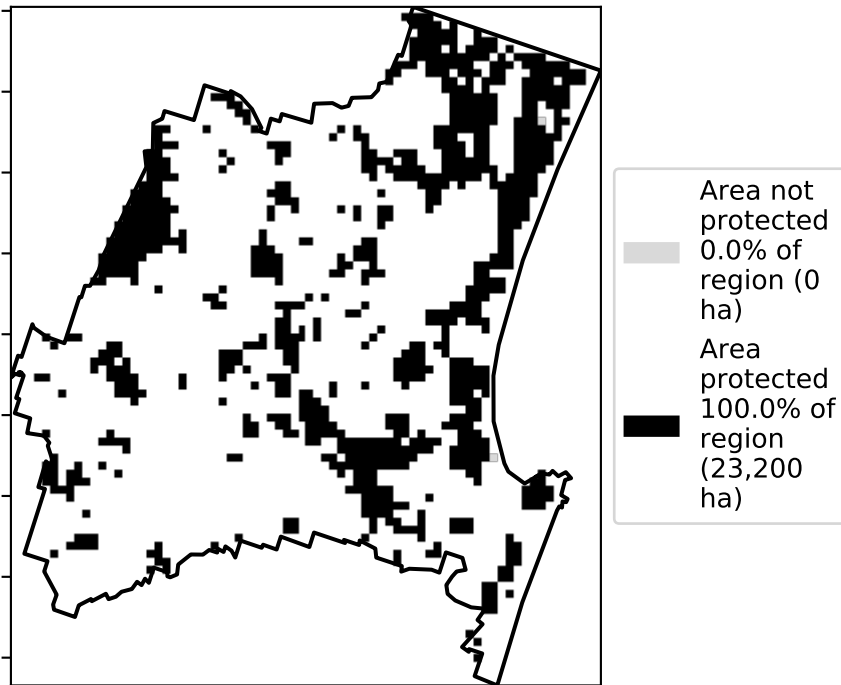 Area not
protected
0.0% of
region (0
ha)
Area
protected
100.0% of
region
(23,200
ha)